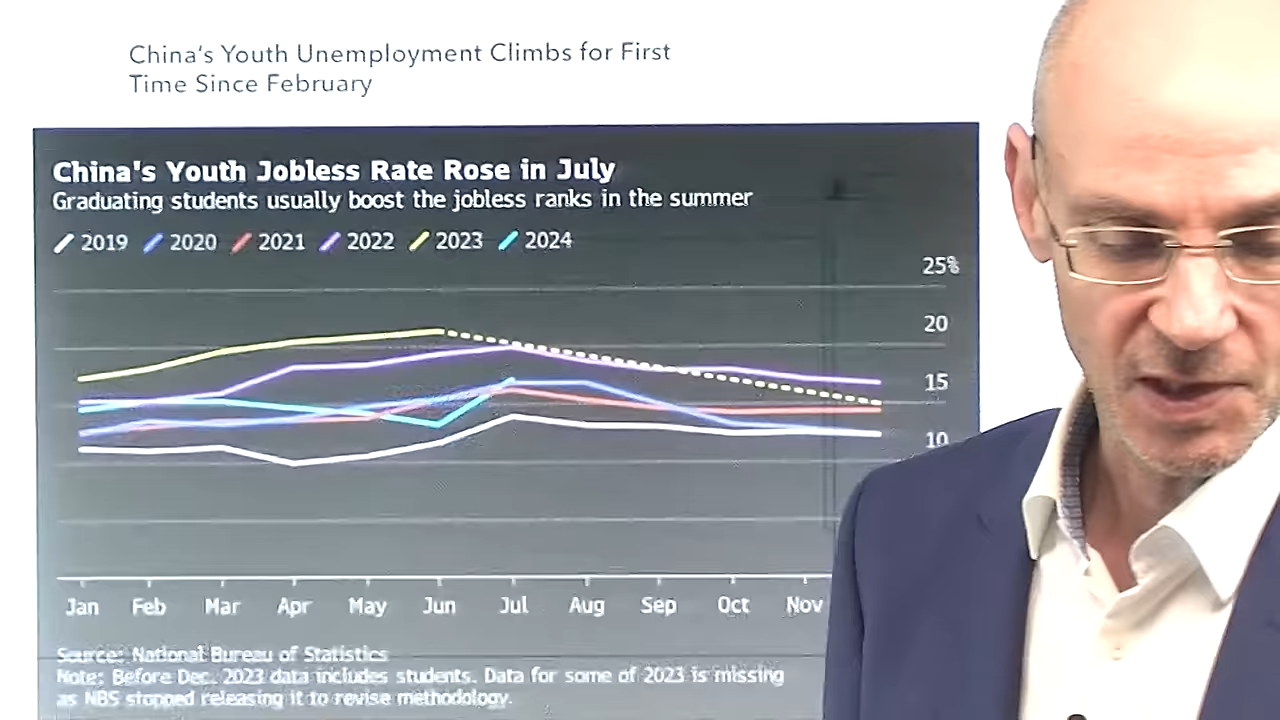 China's Youth Unemployment Climbs for First
Time Since February
China's Youth Jobless Rate Rose in July
Graduating students usually boost the jobless ranks in the summer
2019 2020 2021 2022 2023 2024
25%
20
15
10
Jan Feb Mar Apr May Jun Jul Aug Sep Oct Nov
Source: National Bureau of Statistics
Note: Before Dec. 2023 data includes students. Data for some of 2023 is missing
as NBS stopped releasing it to revise methodology.